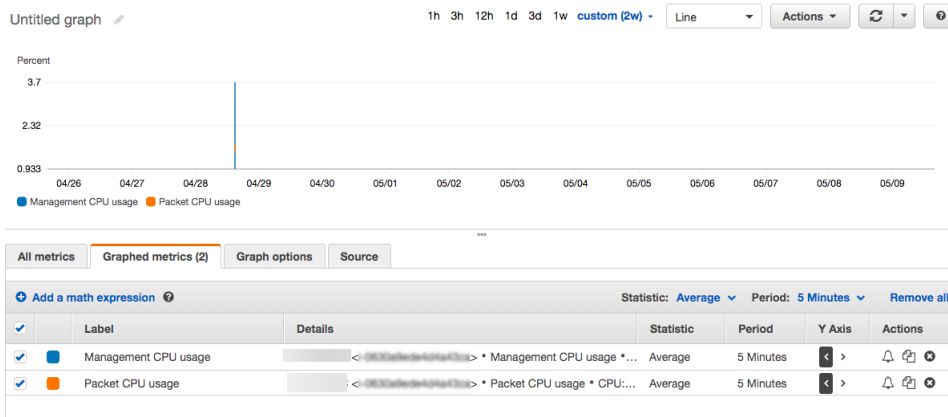 Untitled graph 1h 3h 12h 1d 3d 1w custom (2w) Line Actions
Percent
3.7
2.32
0.933
04/26 04/27 04/28 04/29 04/30 05/01 05/02 05/03 05/04 05/05 05/06 05/07 05/08 05/09
Management CPU usage Packet CPU usage
All metrics Graphed metrics (2) Graph options Source
Add a math expression Statistic: Average Period: 5 Minutes Remove all
Label Details Statistic Period Y Axis Actions
Management CPU usage • Management CPU usage •... Average 5 Minutes < >
Packet CPU usage • Packet CPU usage • CPU:... Average 5 Minutes < >